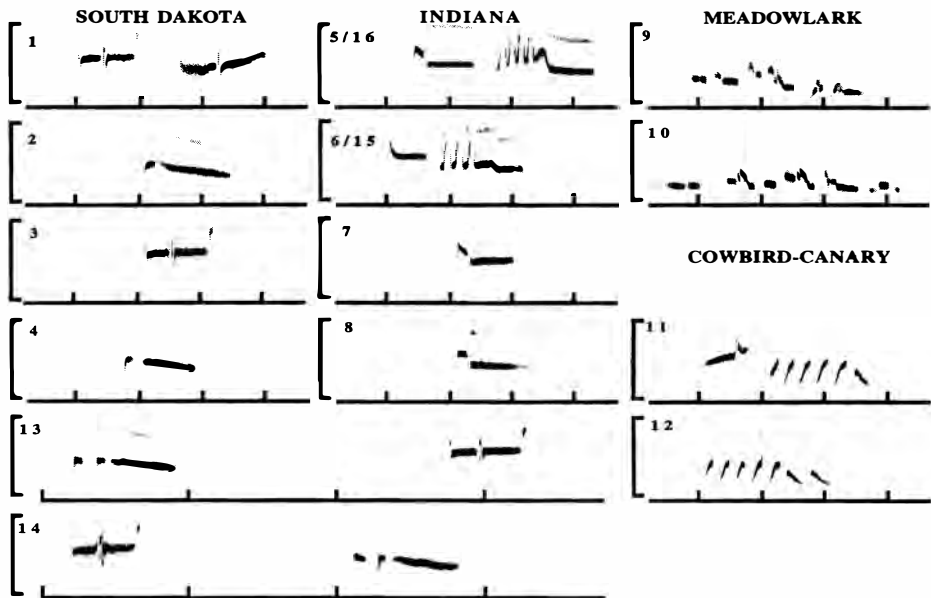 SOUTH DAKOTA INDIANA MEADOWLARK
1 5/16 9
2 6/15 10
3 7
COWBIRD-CANARY
4 8 11
13 12
14